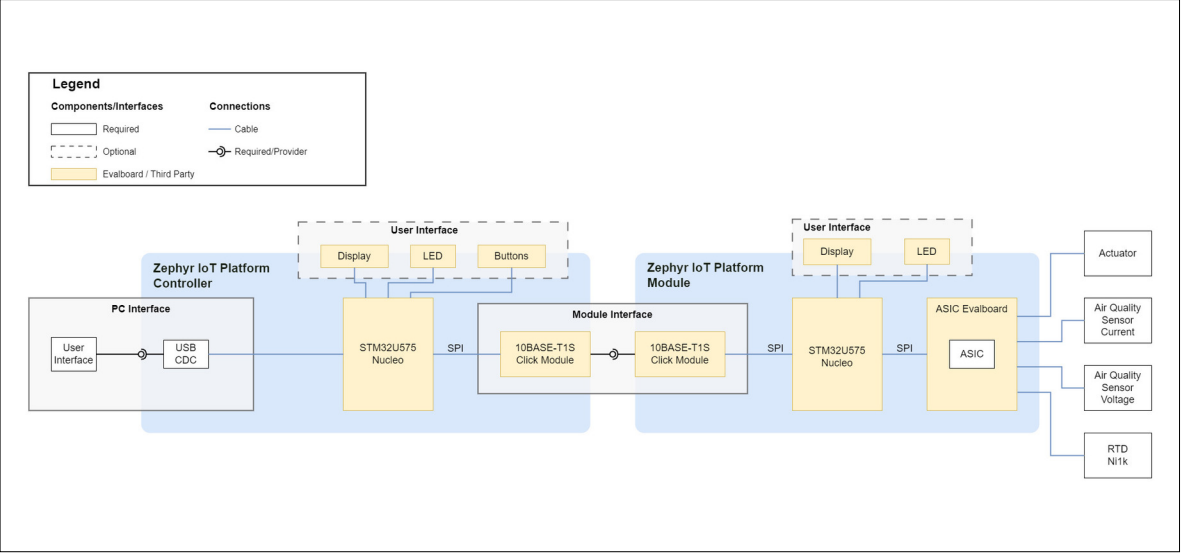 Legend
Components/Interfaces
Connections
Required
Cable
Optional
Required/Provider
Evalboard / Third Party
User Interface
Display
LED
Buttons
User Interface
Display
LED
Zephyr IoT Platform
Controller
Zephyr IoT Platform
Module
PC Interface
User
Interface
USB
CDC
STM32U575
Nucleo
SPI
Module Interface
10BASE-T1S
Click Module
10BASE-T1S
Click Module
SPI
STM32U575
Nucleo
SPI
ASIC Evalboard
ASIC
Actuator
Air Quality
Sensor
Current
Air Quality
Sensor
Voltage
RTD
Ni1k